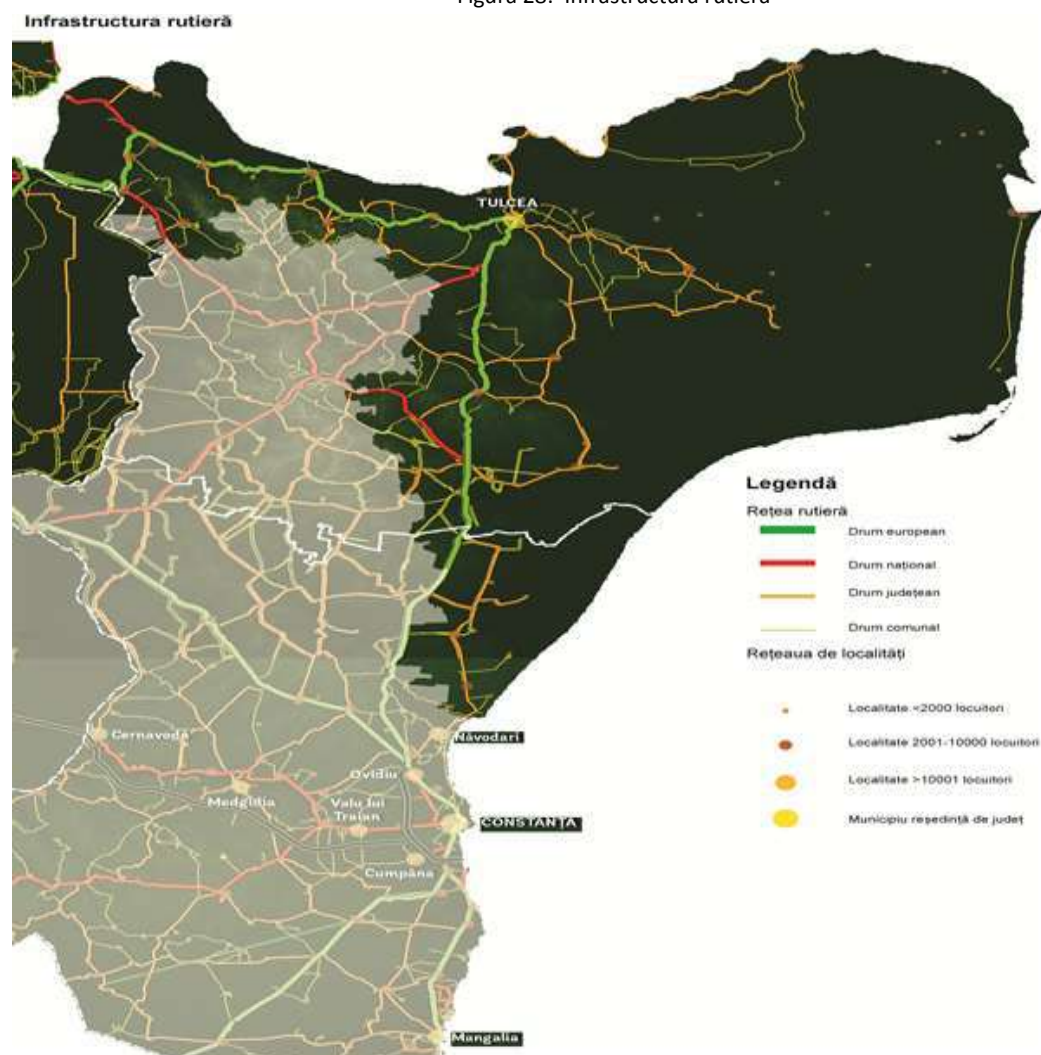 Figura 28. Infrastructura rutieră
Infrastructura rutieră
TULCEA
Legendă
Rețea rutieră
Drum european
Drum național
Drum județean
Drum comunal
Rețeaua de localități
Localitate <2000 locuitori
Localitate 2001-10000 locuitori
Localitate >10001 locuitori
Municipiu reședință de județ
Cernavodă
Năvodari
Ovidiu
Medgidia
Valu lui
Traian
CONSTANȚA
Cumpăna
Mangalia